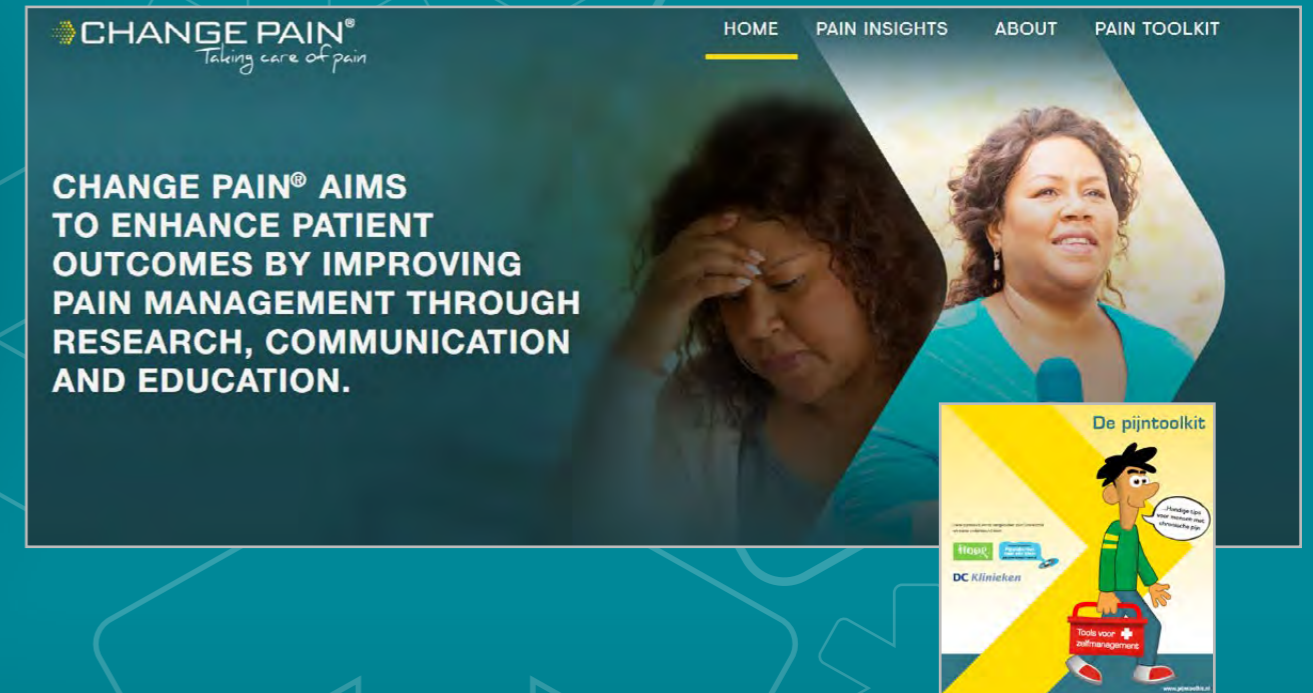 CHANGE PAIN®
Taking care of pain
HOME PAIN INSIGHTS ABOUT PAIN TOOLKIT
CHANGE PAIN® AIMS
TO ENHANCE PATIENT
OUTCOMES BY IMPROVING
PAIN MANAGEMENT THROUGH
RESEARCH, COMMUNICATION
AND EDUCATION.
De pijntoolkit
...Handige tips
voor mensen met
chronische pijn
DC Klinieken
Tools voor
zelfmanagement